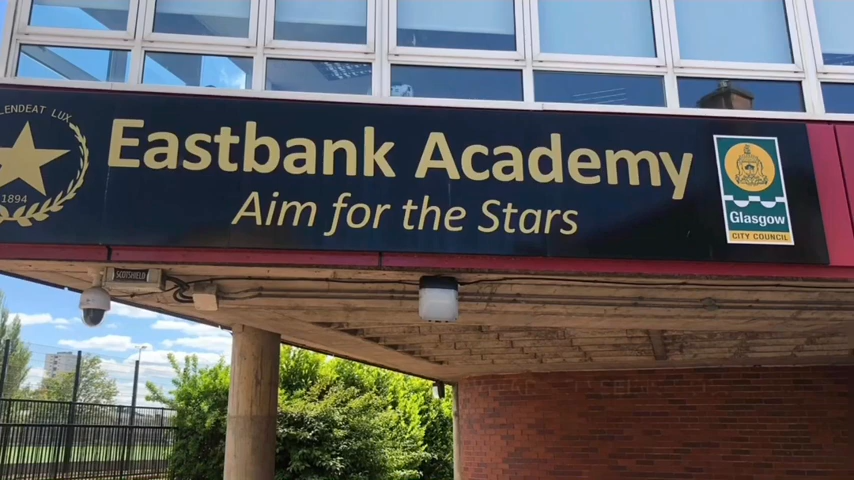 LENDEAT LUX
1894
Eastbank Academy
Aim for the Stars
Glasgow
CITY COUNCIL
SCOTSHIELD